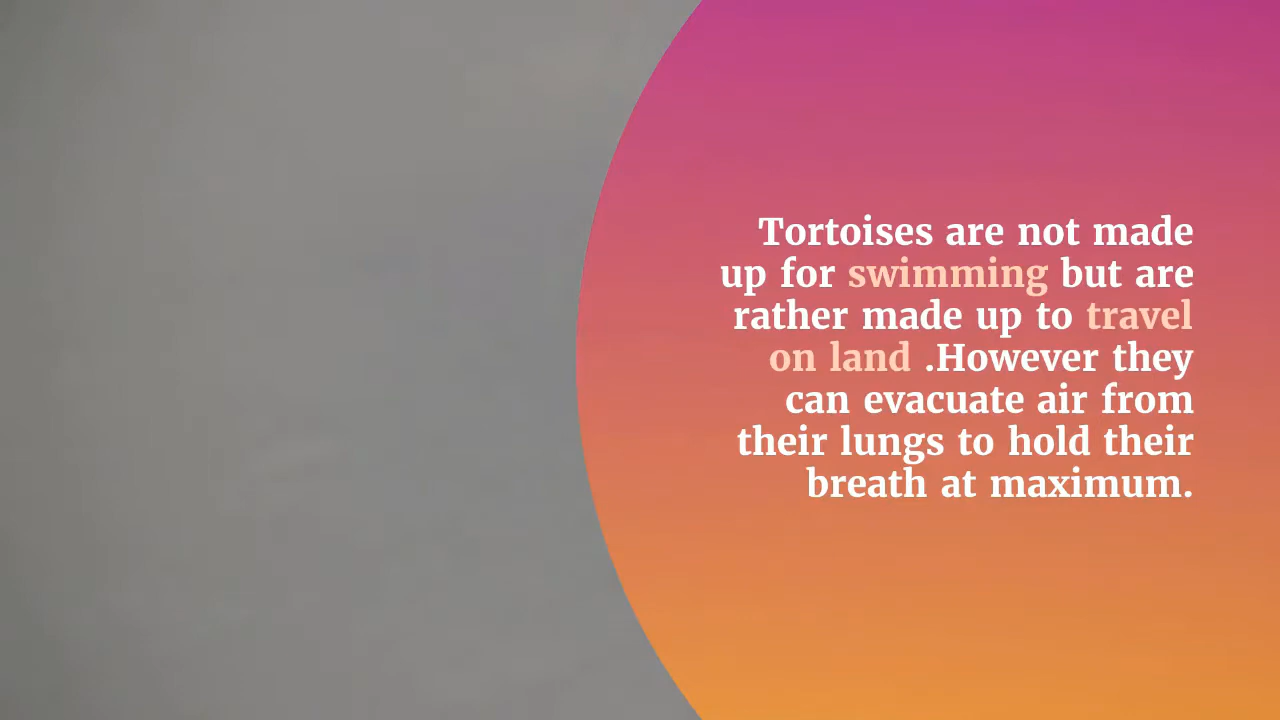 Tortoises are not made
up for swimming but are
rather made up to travel
on land .However they
can evacuate air from
their lungs to hold their
breath at maximum.